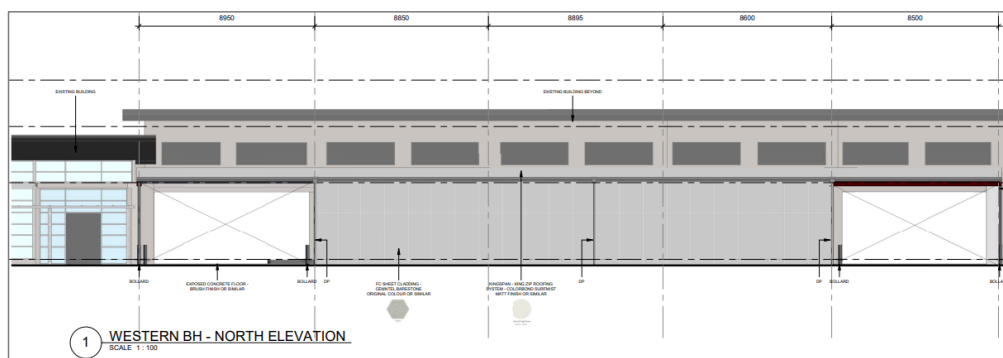 8950 8850 8895 8600 8500
EXISTING BUILDING
EXISTING BUILDING BEYOND
BOLLARD
EXPOSED CONCRETE FLOOR -
BRUSH FINISH OR SIMILAR
BOLLARD
DP
FC SHEET CLADDING -
CEMINTEL BARESTONE
ORIGINAL COLOUR OR SIMILAR
KINGSPAN - KING ZIP ROOFING
SYSTEM - COLORBOND SURFMIST
MATT FINISH OR SIMILAR
DP
DP
BOLLARD
1
WESTERN BH - NORTH ELEVATION
SCALE 1 : 100